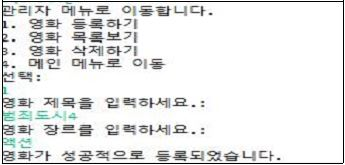 관리자 메뉴로 이동합니다.
1. 영화 등록하기
2. 영화 목록보기
3. 영화 삭제하기
4. 메인 메뉴로 이동
선택:
1
영화 제목을 입력하세요.:
범죄도시4
영화 장르를 입력하세요.:
액션
영화가 성공적으로 등록되었습니다.